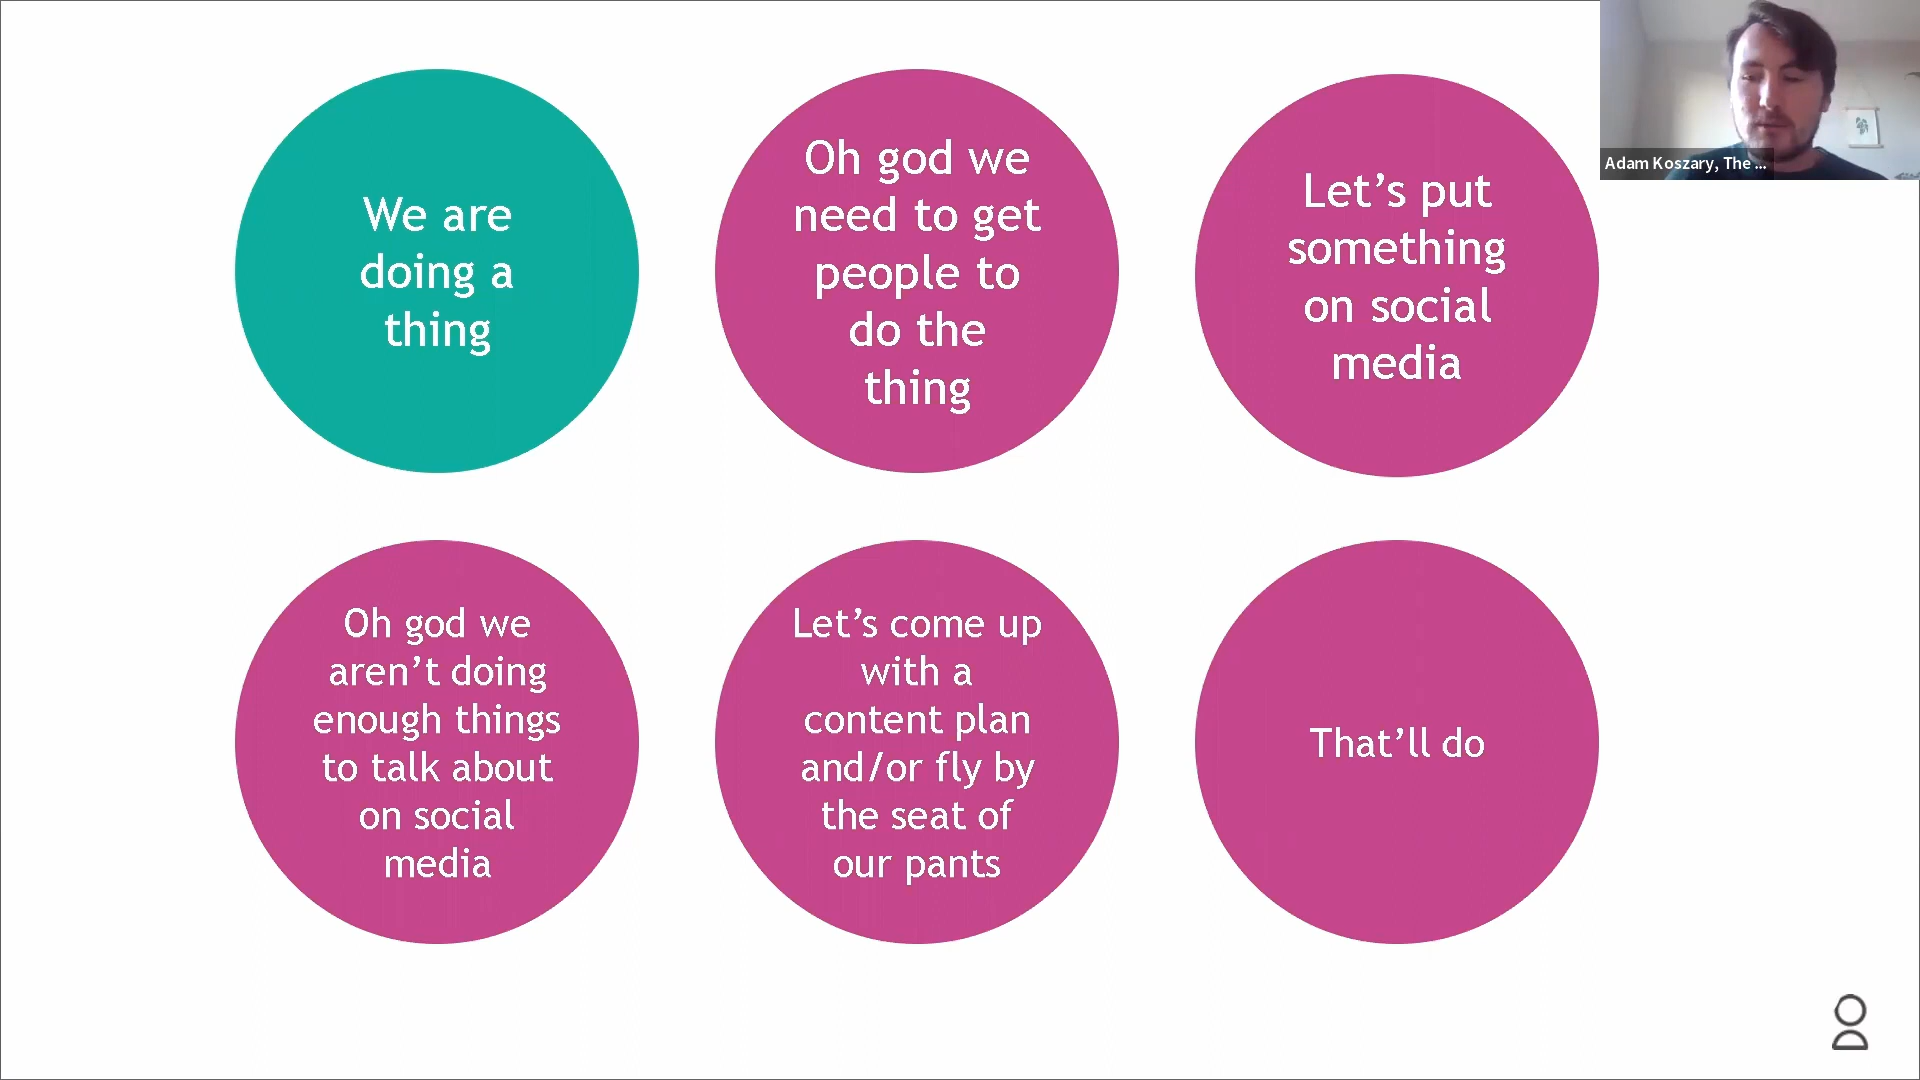 We are
doing a
thing
Oh god we
need to get
people to
do the
thing
Let’s put
something
on social
media
Adam Koszary, The ...
Oh god we
aren’t doing
enough things
to talk about
on social
media
Let’s come up
with a
content plan
and/or fly by
the seat of
our pants
That’ll do